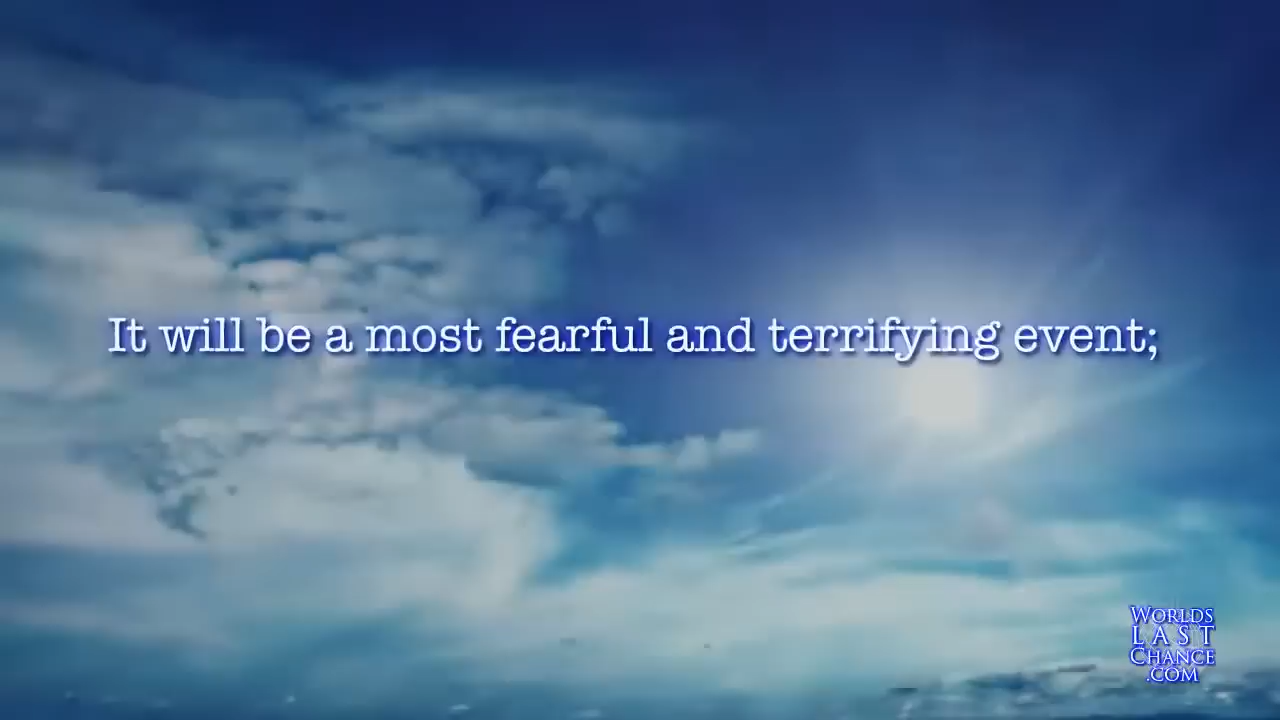 It will be a most fearful and terrifying event;
WORLDS
LAST
CHANCE
.COM